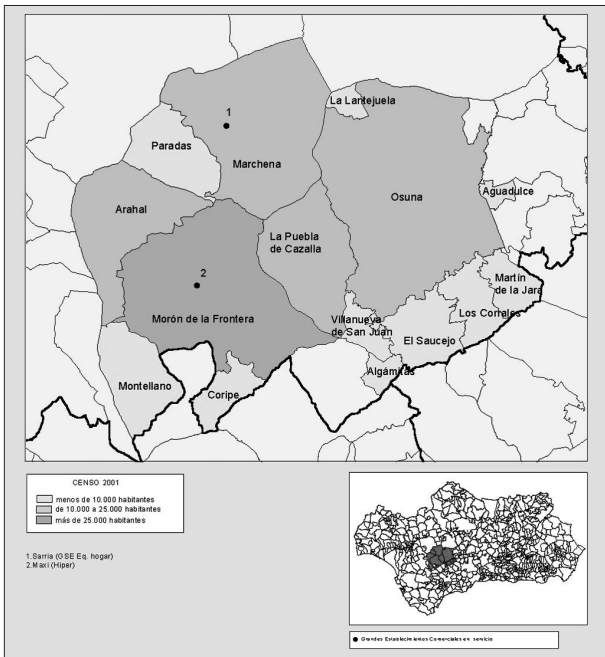 La Lantejuela
1
Paradas
Marchena
Aguadulce
Osuna
Arahal
La Puebla
de Cazalla
2
Martín
de la Jara
Morón de la Frontera
Villanueva
de San Juan
Los Corrales
El Saucejo
Algámitas
Montellano
Coripe
CENSO 2001
menos de 10.000 habitantes
de 10.000 a 25.000 habitantes
más de 25.000 habitantes
1.Sarria (GSE Eq. hogar)
2.Maxi (Hiper)
Grandes Establecimientos Comerciales en servicio